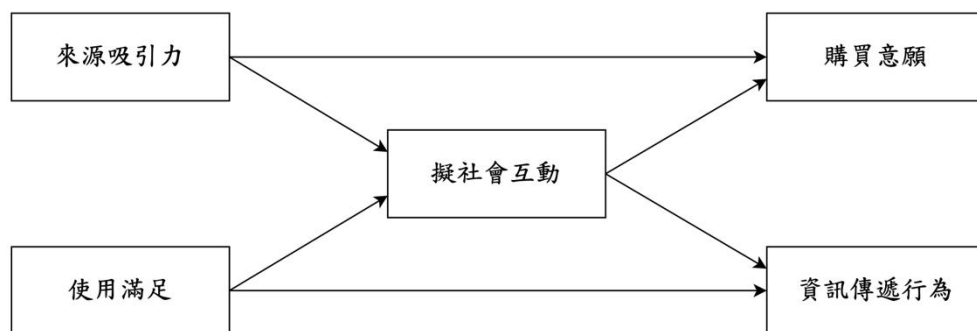 來源吸引力
購買意願
擬社會互動
使用滿足
資訊傳遞行為